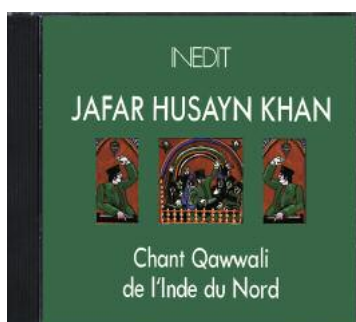 INEDIT
JAFAR HUSAYN KHAN
Chant Qawwali
de l'Inde du Nord